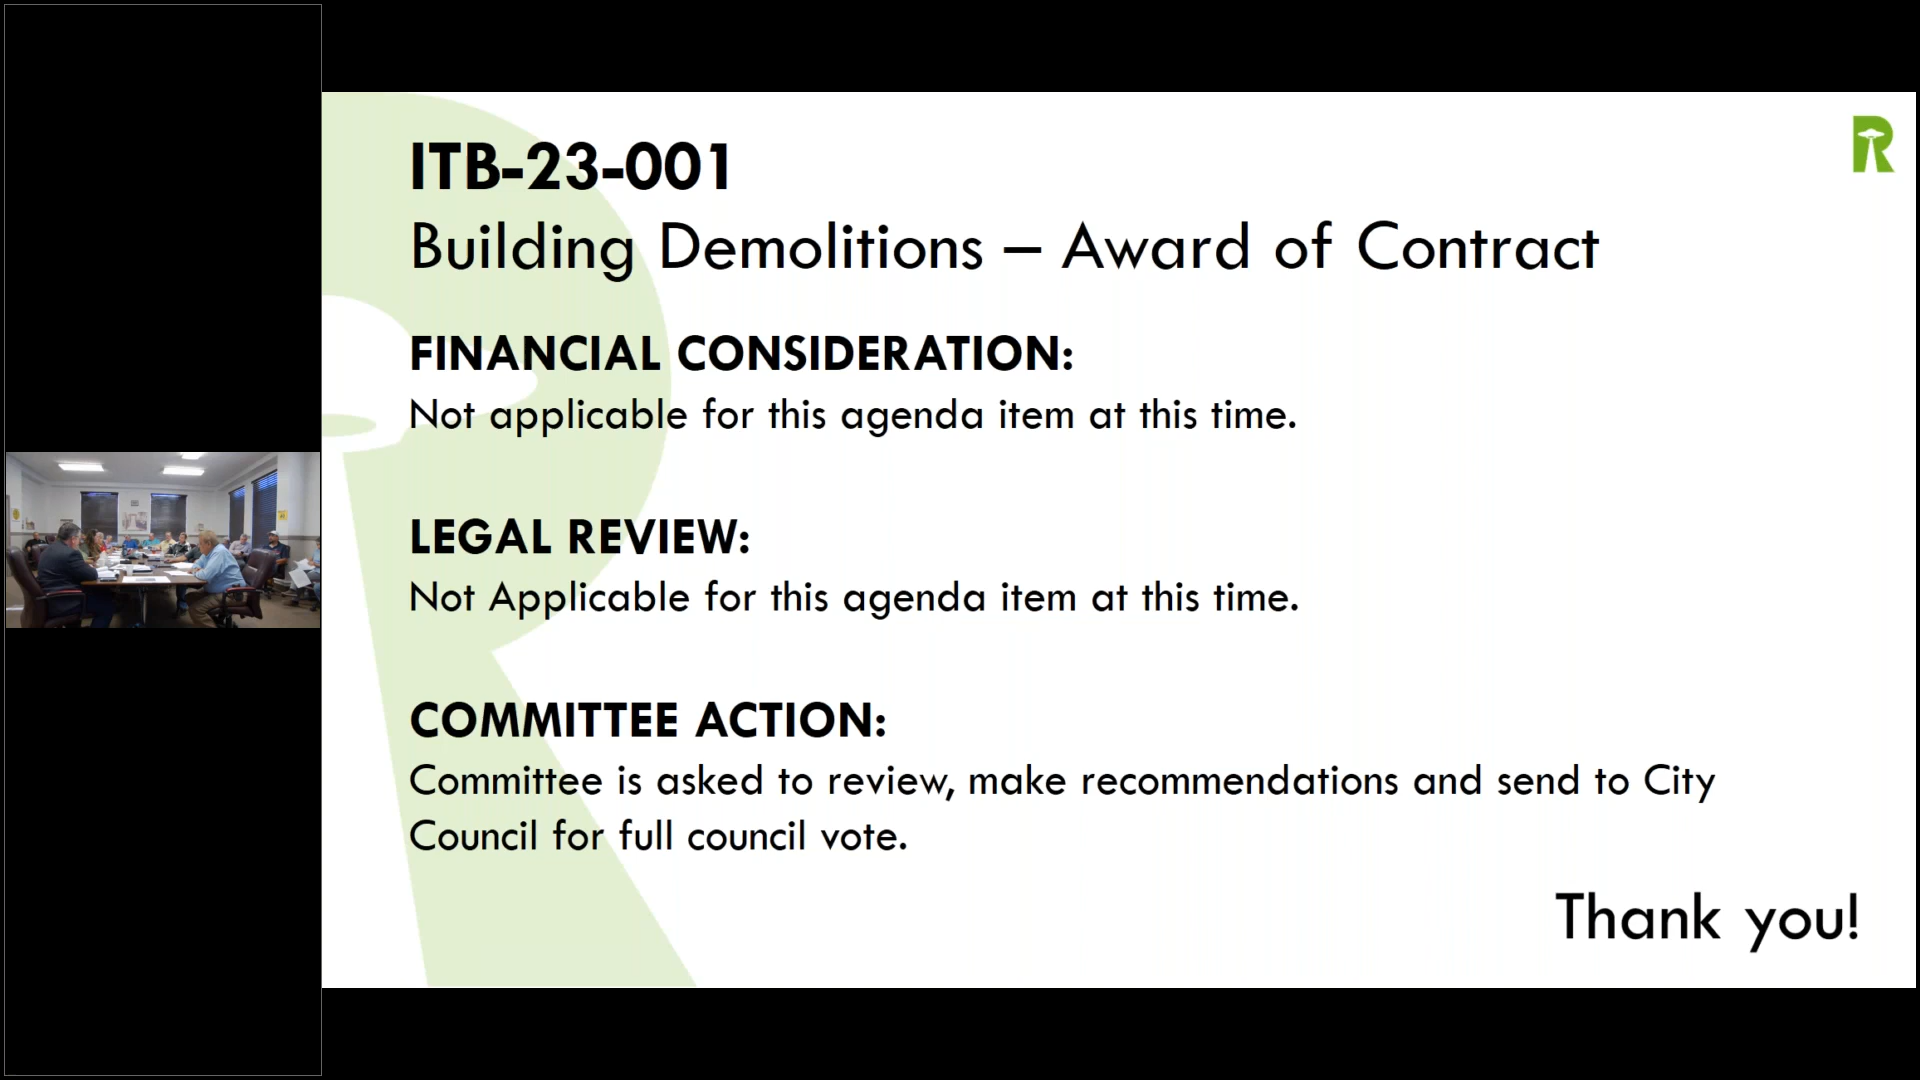 ITB-23-001
Building Demolitions – Award of Contract
FINANCIAL CONSIDERATION:
Not applicable for this agenda item at this time.
LEGAL REVIEW:
Not Applicable for this agenda item at this time.
COMMITTEE ACTION:
Committee is asked to review, make recommendations and send to City
Council for full council vote.
Thank you!
R